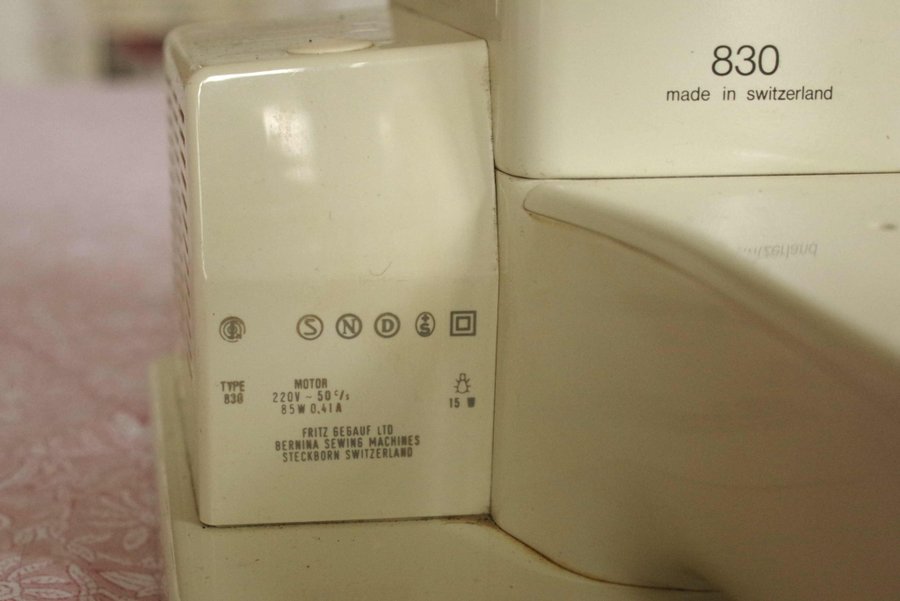 830
made in switzerland
S N D S
TYPE
830
MOTOR
220V ~ 50 c/s
85W 0,41A
15 W
FRITZ GEGAUF LTD
BERNINA SEWING MACHINES
STECKBORN SWITZERLAND